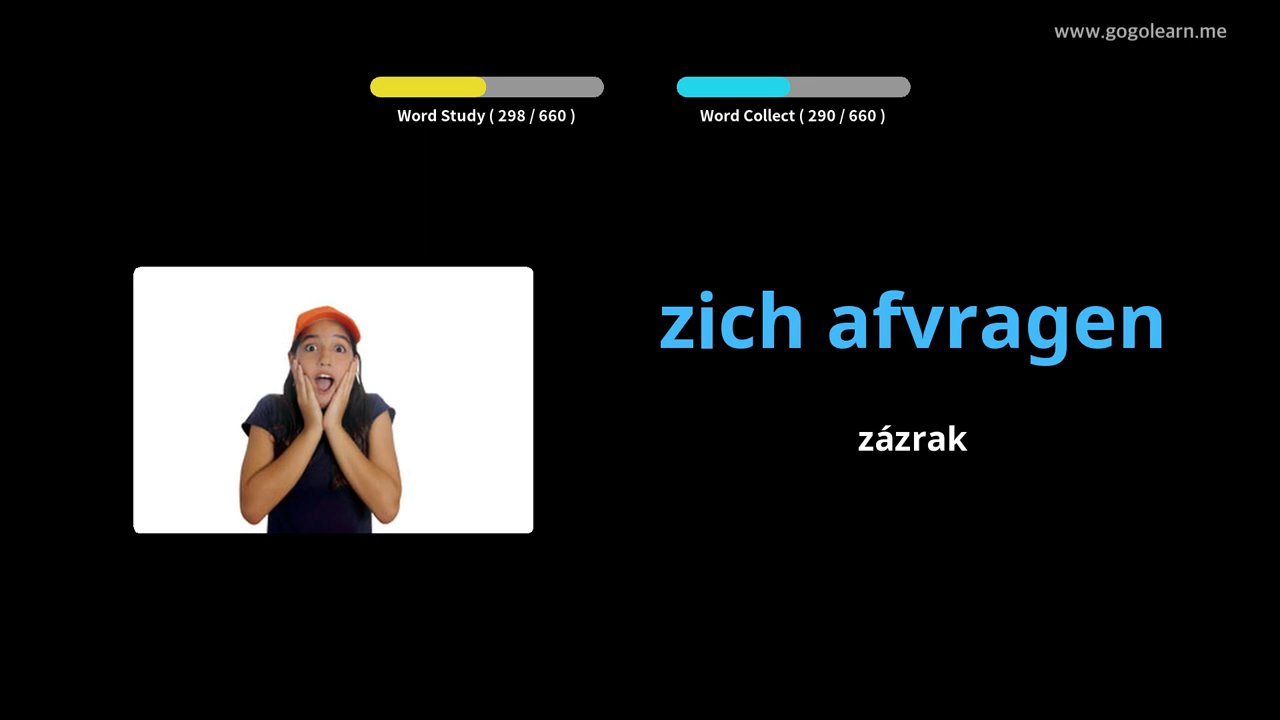 www.gogolearn.me
Word Study ( 298 / 660 )
Word Collect ( 290 / 660 )
zich afvragen
zázrak